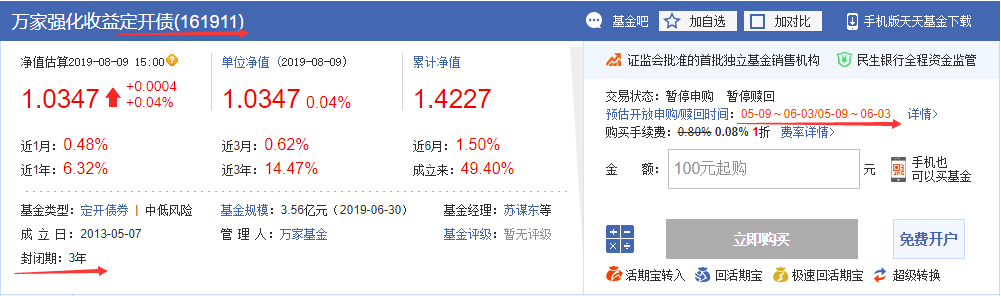 万家强化收益定开债(161911)
基金吧 加自选 加对比 手机版天天基金下载
净值估算2019-08-09 15:00 单位净值 (2019-08-09) 累计净值
1.0347 +0.0004 +0.04% 1.0347 0.04% 1.4227
近1月: 0.48% 近3月: 0.62% 近6月: 1.50%
近1年: 6.32% 近3年: 14.47% 成立来: 49.40%
基金类型: 定开债券 | 中低风险 基金规模: 3.56亿元 (2019-06-30) 基金经理: 苏谋东等
成 立 日: 2013-05-07 管 理 人: 万家基金 基金评级: 暂无评级
封闭期: 3年
证监会批准的首批独立基金销售机构 民生银行全程资金监管
交易状态: 暂停申购 暂停赎回
预估开放申购/赎回时间: 05-09 ~ 06-03/05-09 ~ 06-03 详情>
购买手续费: 0.80% 0.08% 1折 费率详情>
金 额: 100元起购 元
手机也
可以买基金
立即购买 免费开户
活期宝转入 回活期宝 极速回活期宝 超级转换